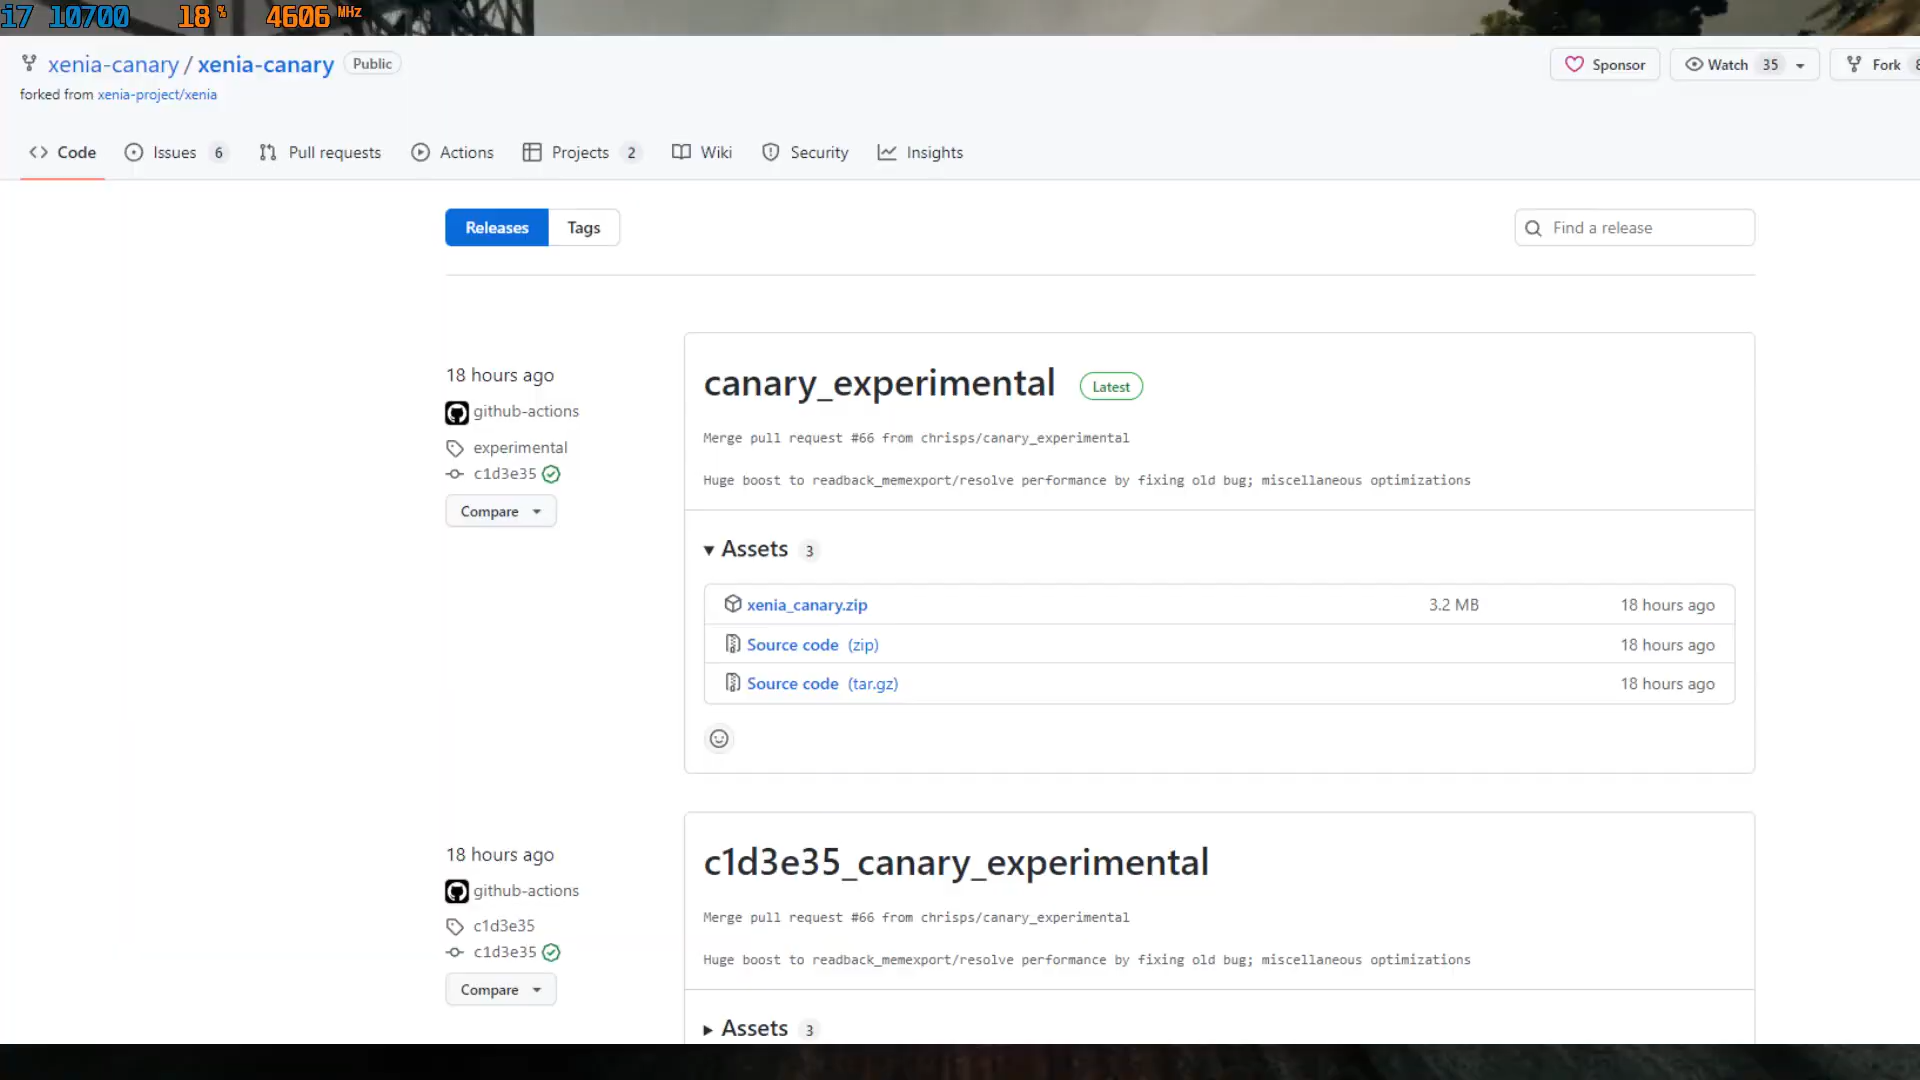 i7 10700 18 % 4606 MHz
xenia-canary / xenia-canary Public
Sponsor Watch 35 Fork
forked from xenia-project/xenia
Code Issues 6 Pull requests Actions Projects 2 Wiki Security Insights
Releases Tags
Find a release
18 hours ago
github-actions
experimental
c1d3e35
Compare
canary_experimental Latest
Merge pull request #66 from chrisps/canary_experimental
Huge boost to readback_memexport/resolve performance by fixing old bug; miscellaneous optimizations
Assets 3
xenia_canary.zip 3.2 MB 18 hours ago
Source code (zip) 18 hours ago
Source code (tar.gz) 18 hours ago
18 hours ago
github-actions
c1d3e35
c1d3e35
Compare
c1d3e35_canary_experimental
Merge pull request #66 from chrisps/canary_experimental
Huge boost to readback_memexport/resolve performance by fixing old bug; miscellaneous optimizations
Assets 3